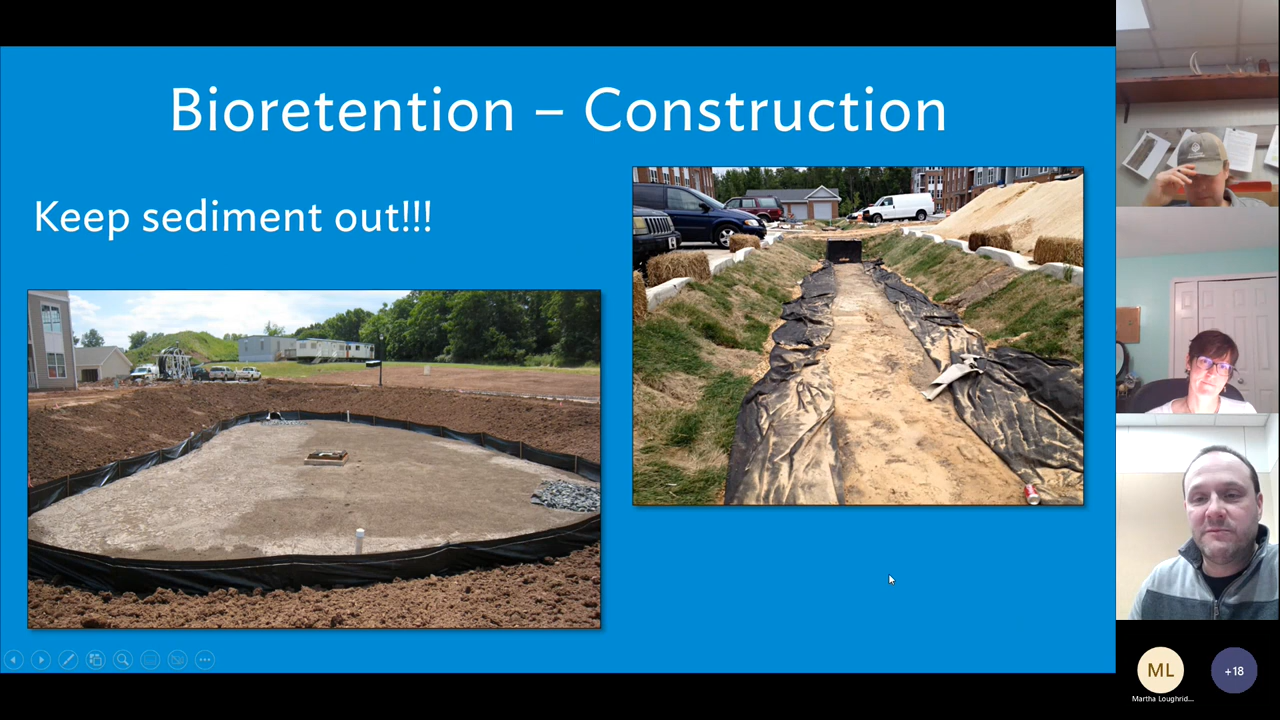 Bioretention – Construction
Keep sediment out!!!
ML
+18
Martha Loughrid...